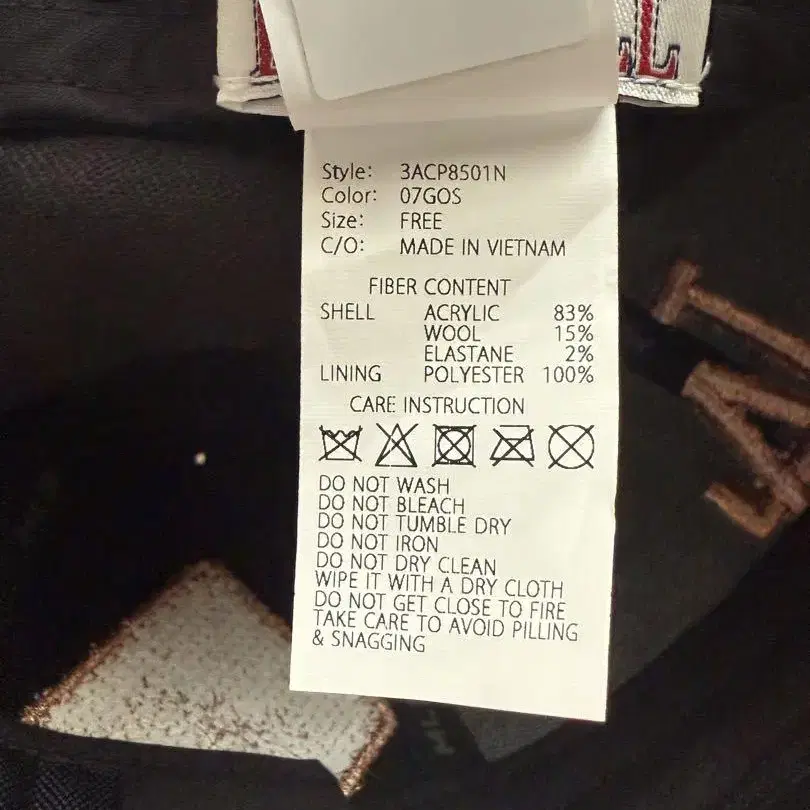 Style: 3ACP8501N
Color: 07GOS
Size: FREE
C/O: MADE IN VIETNAM
FIBER CONTENT
SHELL ACRYLIC 83%
WOOL 15%
ELASTANE 2%
LINING POLYESTER 100%
CARE INSTRUCTION
DO NOT WASH
DO NOT BLEACH
DO NOT TUMBLE DRY
DO NOT IRON
DO NOT DRY CLEAN
WIPE IT WITH A DRY CLOTH
DO NOT GET CLOSE TO FIRE
TAKE CARE TO AVOID PILLING
& SNAGGING